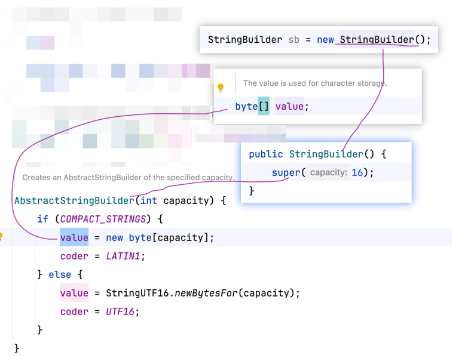 StringBuilder sb = new StringBuilder();
The value is used for character storage.
byte[] value;
public StringBuilder() {
super( capacity: 16);
}
Creates an AbstractStringBuilder of the specified capacity.
AbstractStringBuilder(int capacity) {
if (COMPACT_STRINGS) {
value = new byte[capacity];
coder = LATIN1;
} else {
value = StringUTF16.newBytesFor(capacity);
coder = UTF16;
}
}